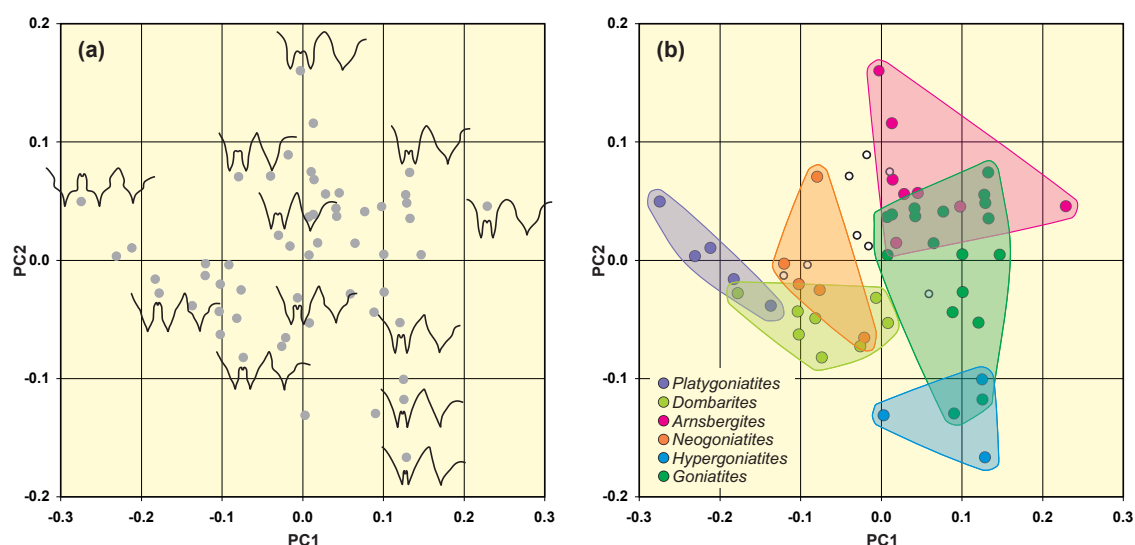 (a)
0.2
0.1
0.0
-0.1
-0.2
PC2
-0.3
-0.2
-0.1
0.0
0.1
0.2
0.3
PC1
(b)
0.2
0.1
0.0
-0.1
-0.2
PC2
Platygoniatites
Dombarites
Arnsbergites
Neogoniatites
Hypergoniatites
Goniatites
-0.3
-0.2
-0.1
0.0
0.1
0.2
0.3
PC1